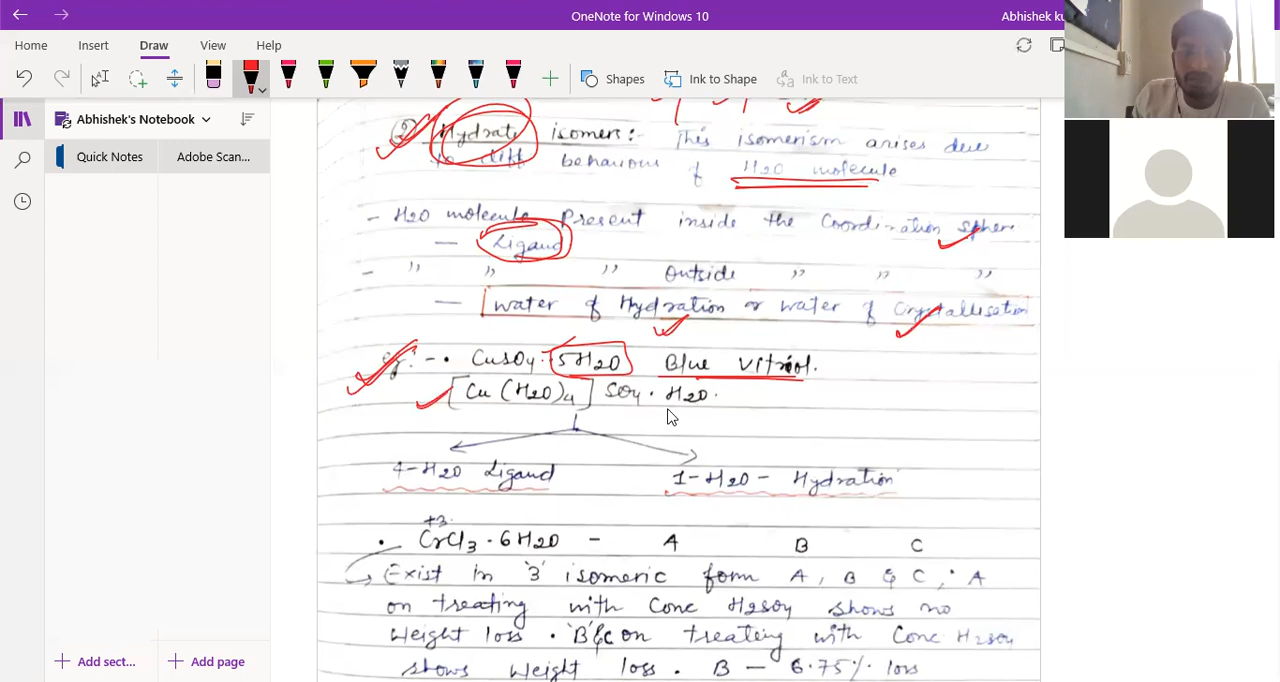 OneNote for Windows 10
Abhishek ku
Home Insert Draw View Help
Shapes Ink to Shape Ink to Text
Abhishek's Notebook
Quick Notes Adobe Scan...
② Hydrate isomers:- This isomerism arises due
to diff behaviour of H2O molecule
- H2O molecule Present inside the Coordination sphere
— Ligand
- " " " Outside " " "
— water of Hydration or water of Crystallisation
eg:- • CuSO4·5H2O Blue Vitriol.
[Cu(H2O)4]SO4·H2O.
4-H2O Ligand 1-H2O - Hydration
+3
• CrCl3·6H2O - A B C
→ Exist in '3' isomeric form A, B & C, · A
on treating with Conc H2SO4 shows no
Weight loss. 'B'&C on treating with Conc H2SO4
shows Weight loss. B — 6.75% loss
+ Add sect... + Add page